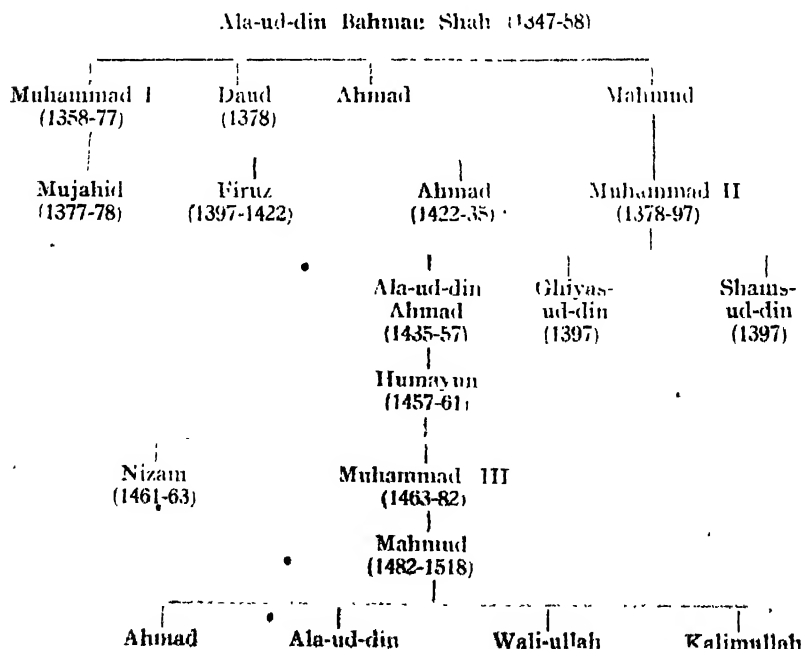 Ala-ud-din Bahman Shah (1347-58)
Muhammad I Daud Ahmad Mahmud
(1358-77) (1378)
Mujahid Firuz Ahmad Muhammad II
(1377-78) (1397-1422) (1422-35) (1378-97)
Ala-ud-din Ghiyas- Shams-
Ahmad ud-din ud-din
(1435-57) (1397) (1397)
Humayun
(1457-61)
Nizam Muhammad III
(1461-63) (1463-82)
Mahmud
(1482-1518)
Ahmad Ala-ud-din Wali-ullah Kalimullah